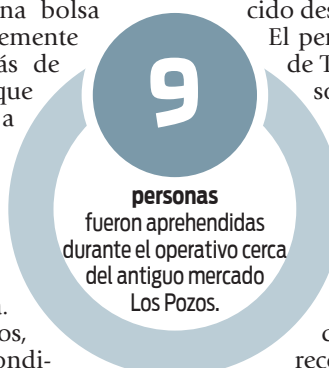 na bolsa
emente
ás de
que
a
.
os,
ondi-
9
personas
fueron aprehendidas
durante el operativo cerca
del antiguo mercado
Los Pozos.
cido des
El per
de T
so
c
rece